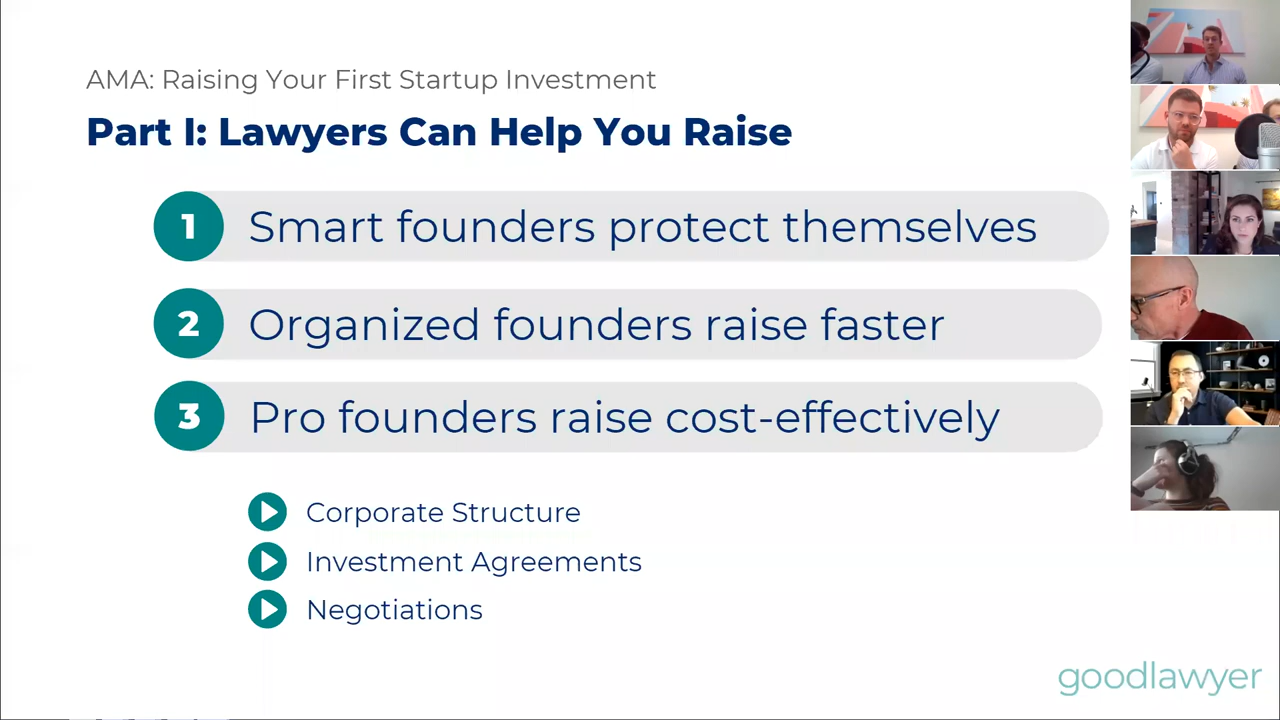 AMA: Raising Your First Startup Investment
Part I: Lawyers Can Help You Raise
1 Smart founders protect themselves
2 Organized founders raise faster
3 Pro founders raise cost-effectively
Corporate Structure
Investment Agreements
Negotiations
goodlawyer